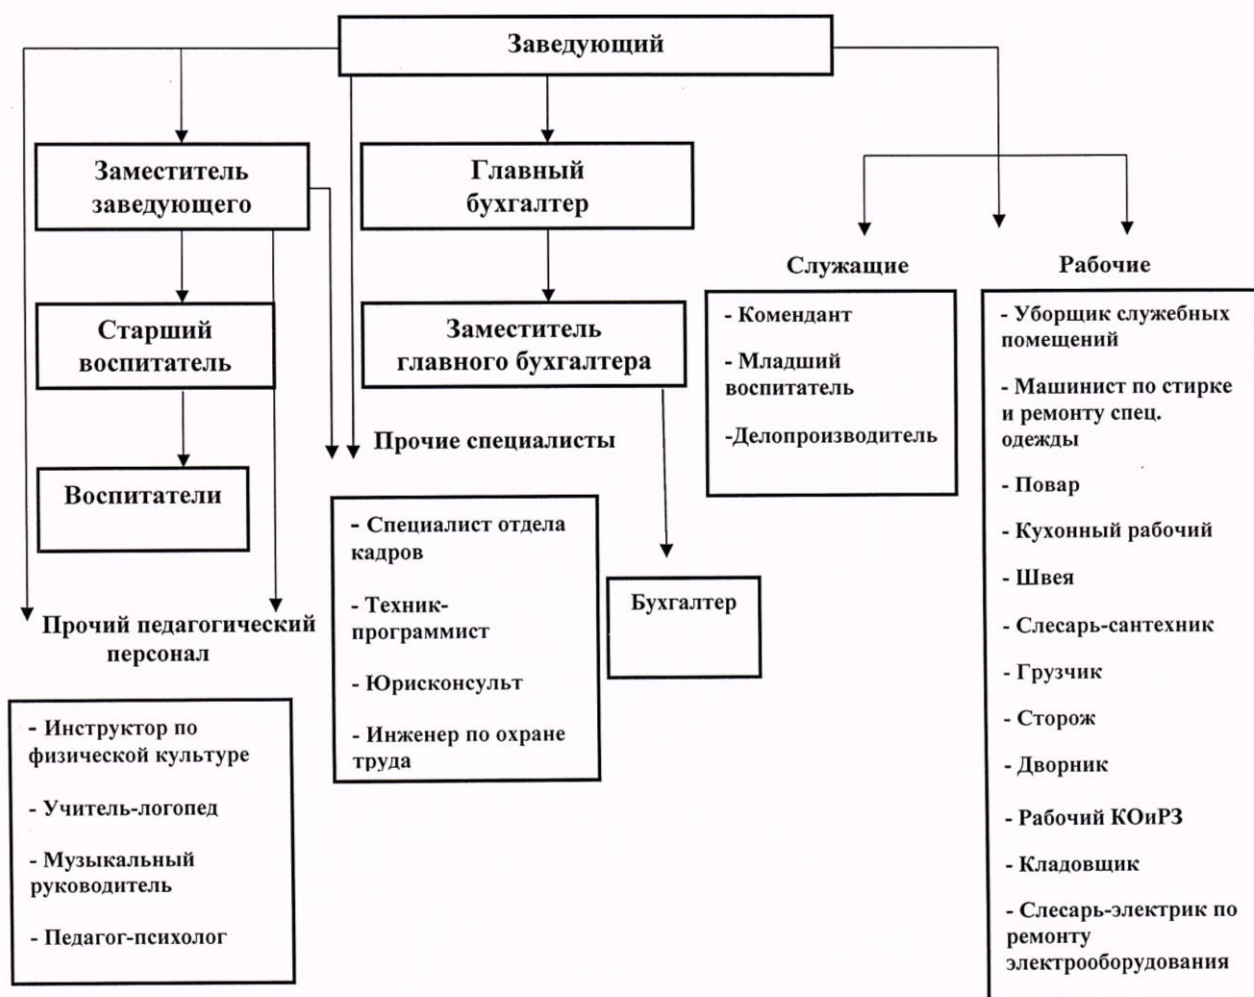 Заведующий
Заместитель
заведующего
Главный
бухгалтер
Служащие
Рабочие
Старший
воспитатель
Заместитель
главного бухгалтера
- Комендант
- Младший
воспитатель
-Делопроизводитель
- Уборщик служебных
помещений
- Машинист по стирке
и ремонту спец.
одежды
- Повар
- Кухонный рабочий
- Швея
- Слесарь-сантехник
- Грузчик
- Сторож
- Дворник
- Рабочий КОиРЗ
- Кладовщик
- Слесарь-электрик по
ремонту
электрооборудования
Воспитатели
Прочие специалисты
- Специалист отдела
кадров
- Техник-
программист
- Юрисконсульт
- Инженер по охране
труда
Бухгалтер
Прочий педагогический
персонал
- Инструктор по
физической культуре
- Учитель-логопед
- Музыкальный
руководитель
- Педагог-психолог